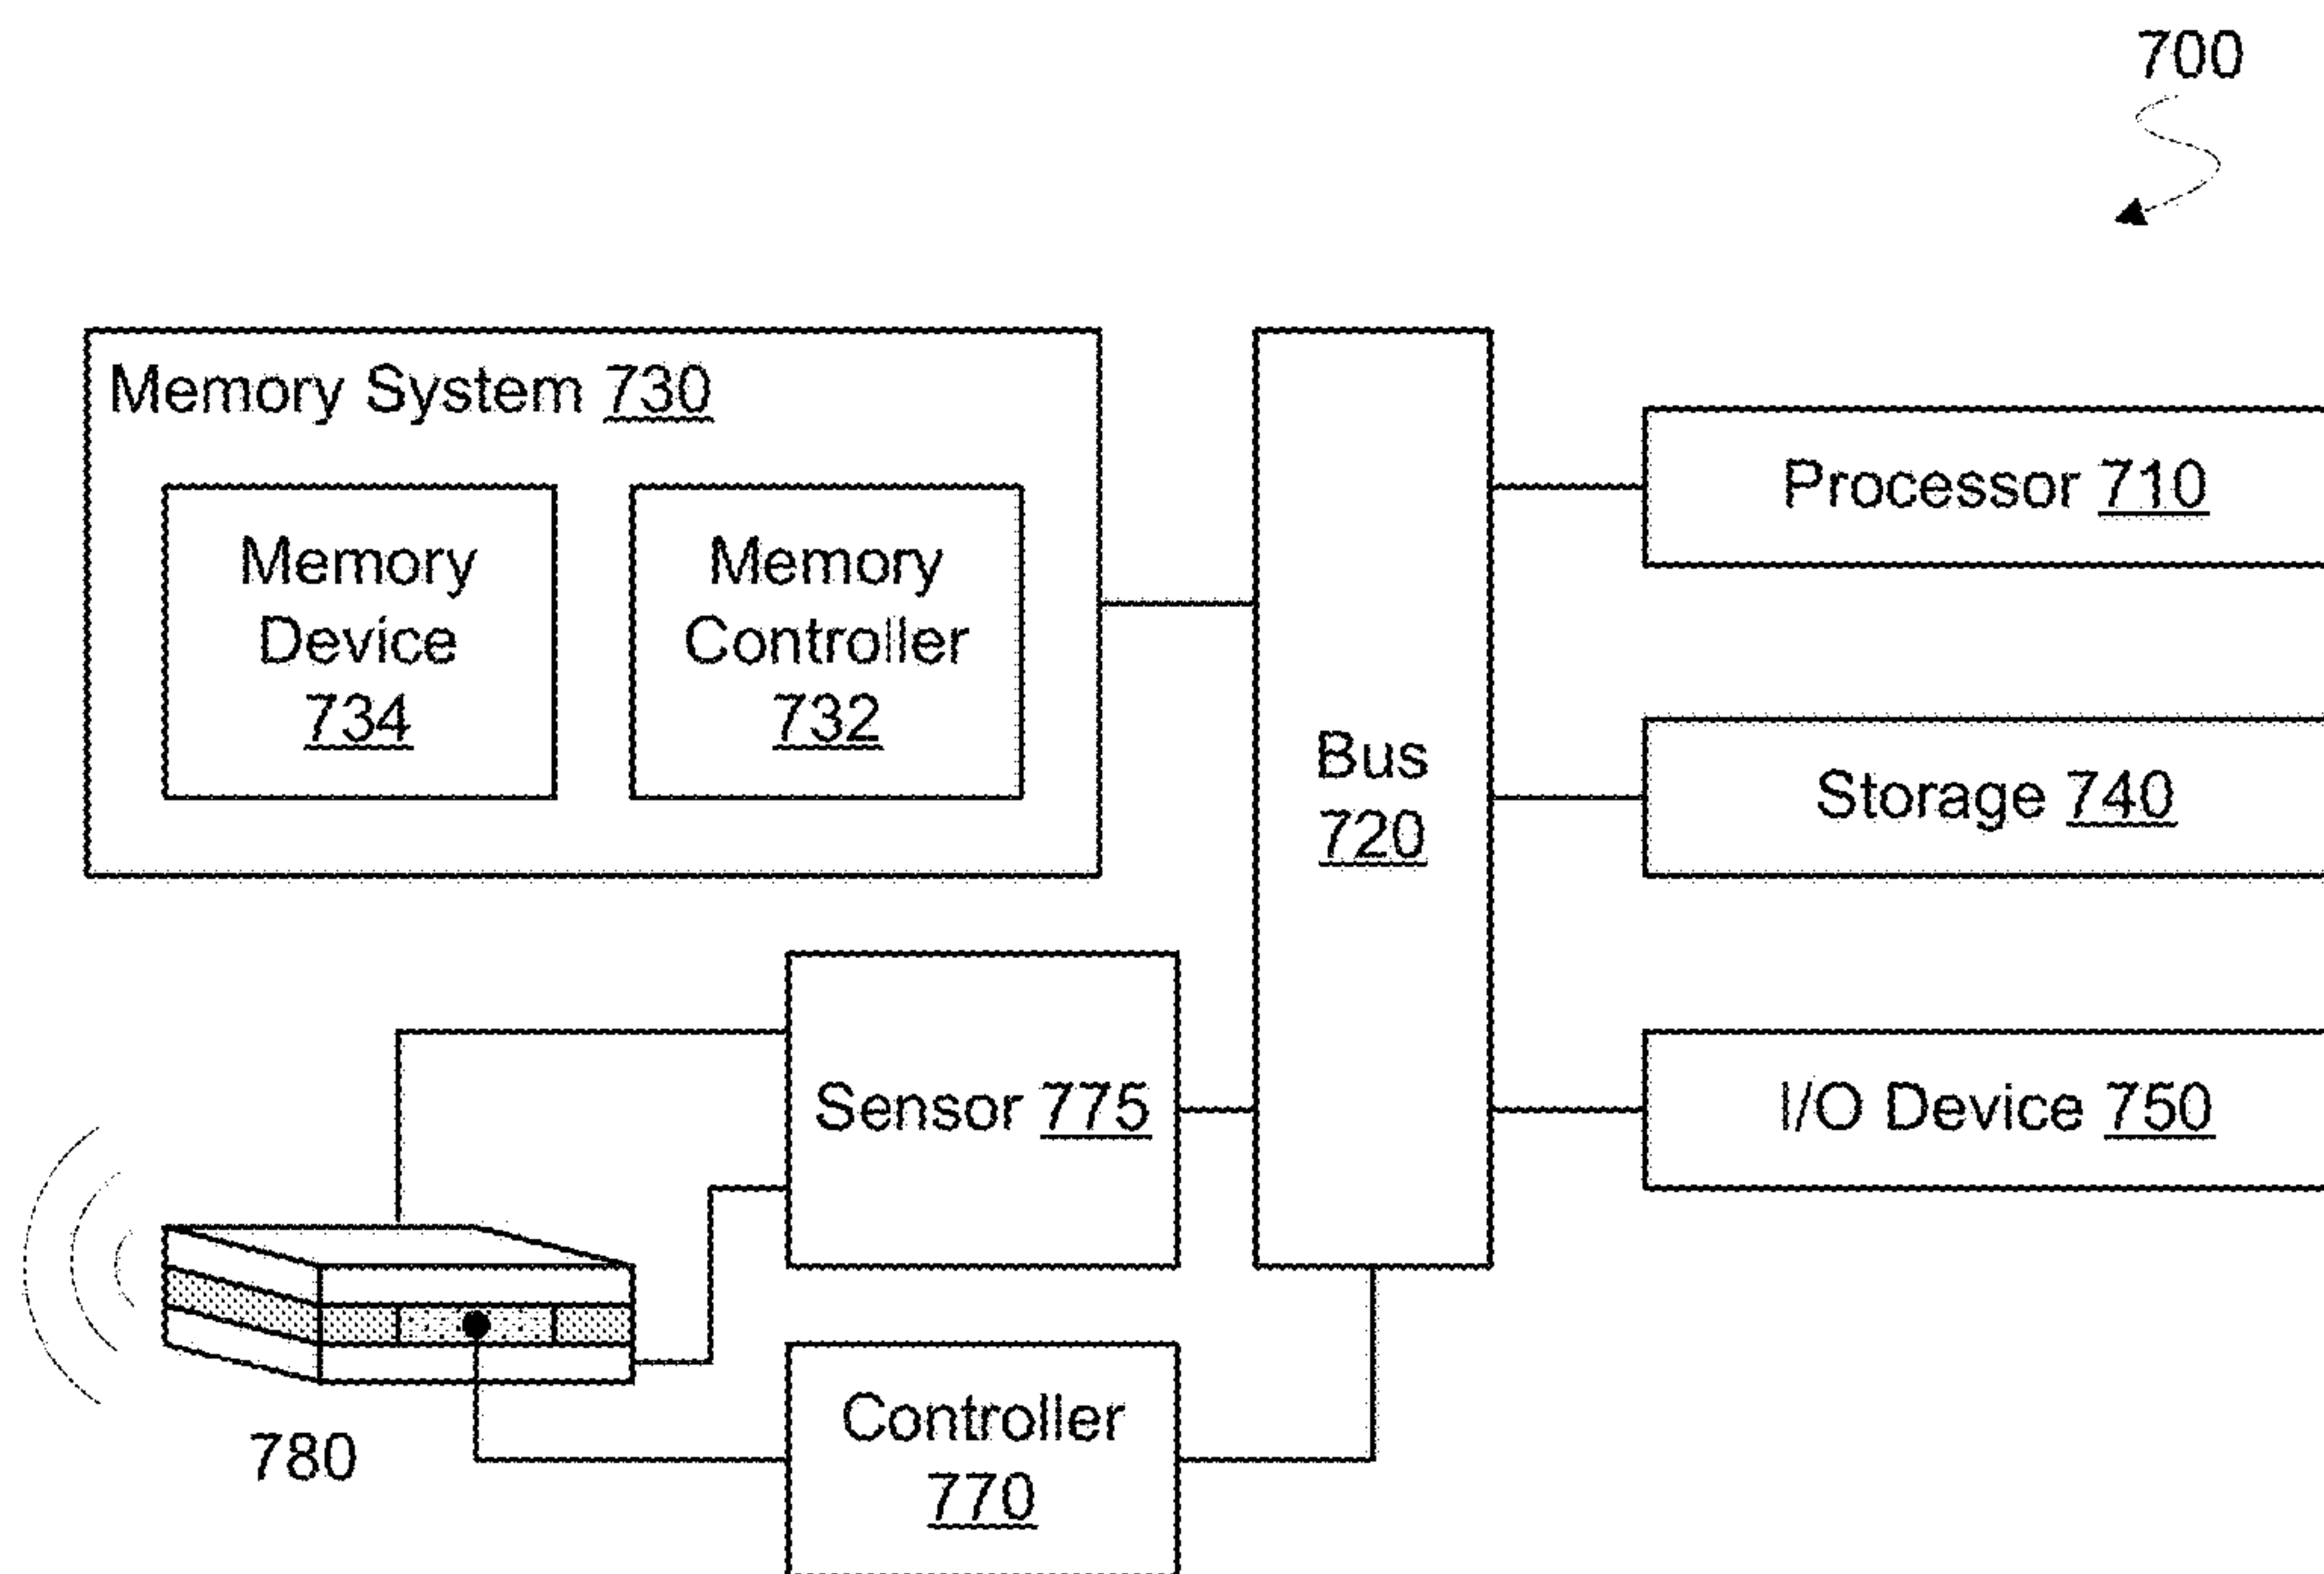 700
Memory System 730
Memory
Device
734
Memory
Controller
732
Bus
720
Processor 710
Storage 740
I/O Device 750
Sensor 775
780
Controller
770